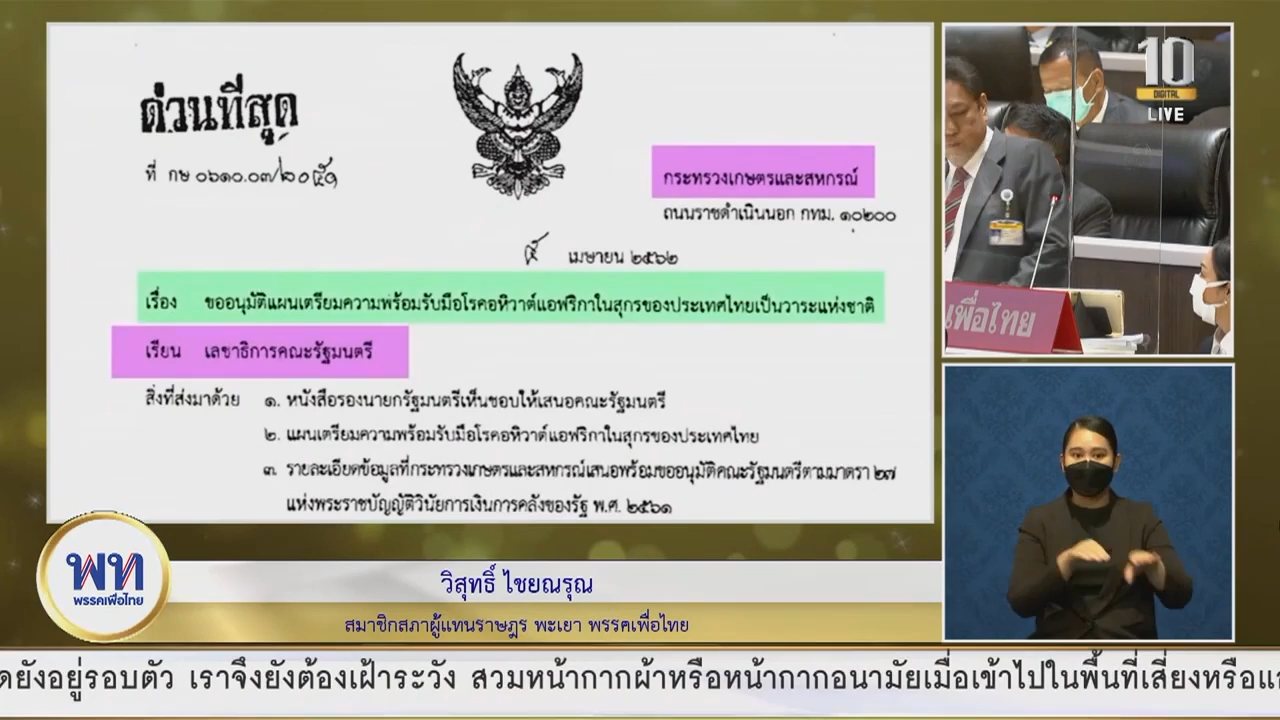 ด่วนที่สุด
ที่ กษ ๐๖๑๐.๐๓/
กระทรวงเกษตรและสหกรณ์
ถนนราชดำเนินนอก กทม. ๑๐๒๐๐
๕ เมษายน ๒๕๖๒
เรื่อง ขออนุมัติแผนเตรียมความพร้อมรับมือโรคอหิวาต์แอฟริกาในสุกรของประเทศไทยเป็นวาระแห่งชาติ
เรียน เลขาธิการคณะรัฐมนตรี
สิ่งที่ส่งมาด้วย ๑. หนังสือรองนายกรัฐมนตรีเห็นชอบให้เสนอคณะรัฐมนตรี
๒. แผนเตรียมความพร้อมรับมือโรคอหิวาต์แอฟริกาในสุกรของประเทศไทย
๓. รายละเอียดข้อมูลที่กระทรวงเกษตรและสหกรณ์เสนอพร้อมขออนุมัติคณะรัฐมนตรีตามมาตรา ๒๗
แห่งพระราชบัญญัติวินัยการเงินการคลังของรัฐ พ.ศ. ๒๕๖๑
10
DIGITAL
LIVE
เพื่อไทย
พท
พรรคเพื่อไทย
วิสุทธิ์ ไชยณรุณ
สมาชิกสภาผู้แทนราษฎร พะเยา พรรคเพื่อไทย
ดยังอยู่รอบตัว เราจึงยังต้องเฝ้าระวัง สวมหน้ากากผ้าหรือหน้ากากอนามัยเมื่อเข้าไปในพื้นที่เสี่ยงหรือแ